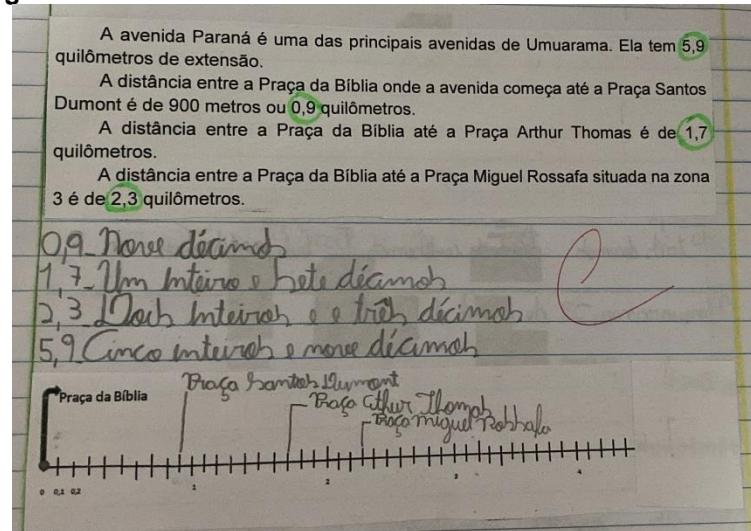 A avenida Paraná é uma das principais avenidas de Umuarama. Ela tem 5,9
quilômetros de extensão.
A distância entre a Praça da Bíblia onde a avenida começa até a Praça Santos
Dumont é de 900 metros ou 0,9 quilômetros.
A distância entre a Praça da Bíblia até a Praça Arthur Thomas é de 1,7
quilômetros.
A distância entre a Praça da Bíblia até a Praça Miguel Rossafa situada na zona
3 é de 2,3 quilômetros.
0,9 - Nove décimos
1,7 - Um Inteiro e sete décimos
2,3 Dois Inteiros e e três décimos
5,9 Cinco inteiros e nove décimos
C
Praça Santos Dumont
Praça da Bíblia
Praça Athur Thomas
Praça Miguel Rossafa
0 0,1 0,2 1 2 3 4